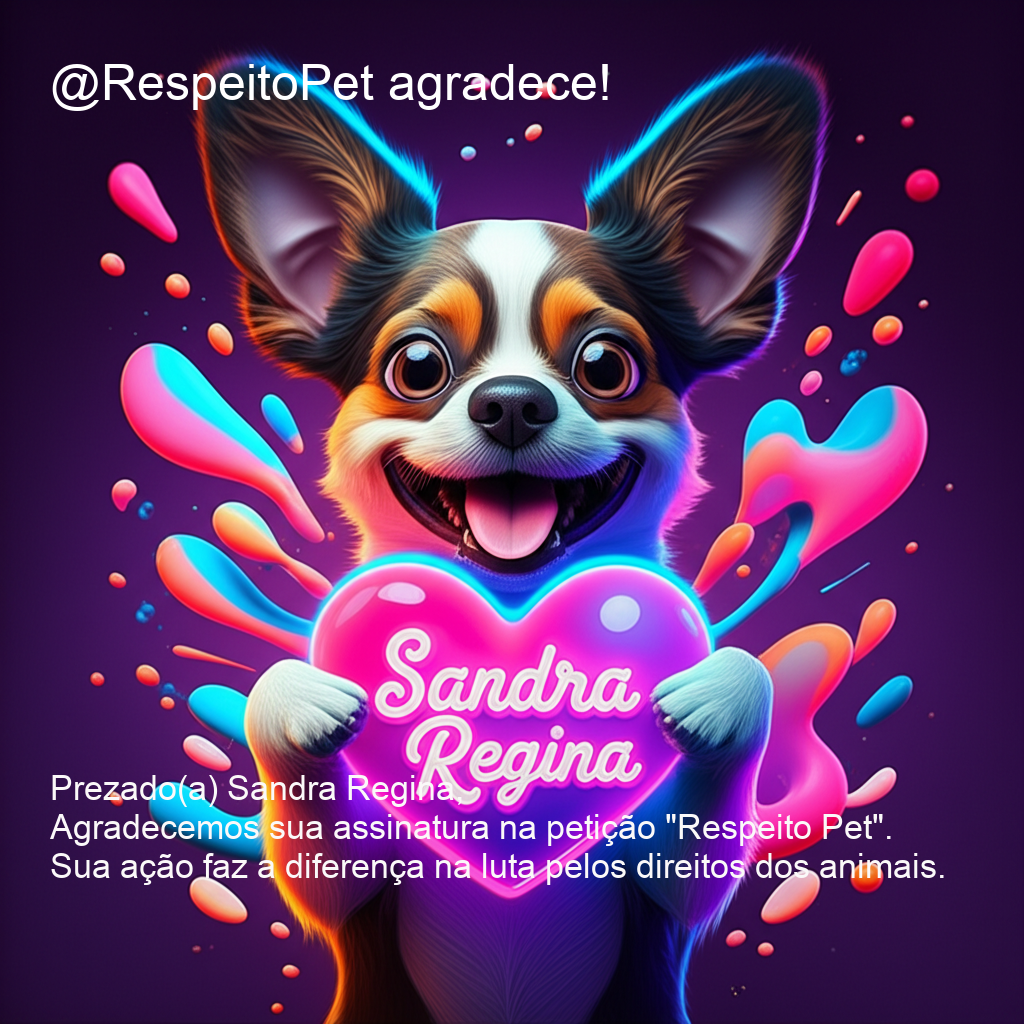 @RespeitoPet agradece!
Sandra
Regina
Prezado(a) Sandra Regina,
Agradecemos sua assinatura na petição "Respeito Pet".
Sua ação faz a diferença na luta pelos direitos dos animais.